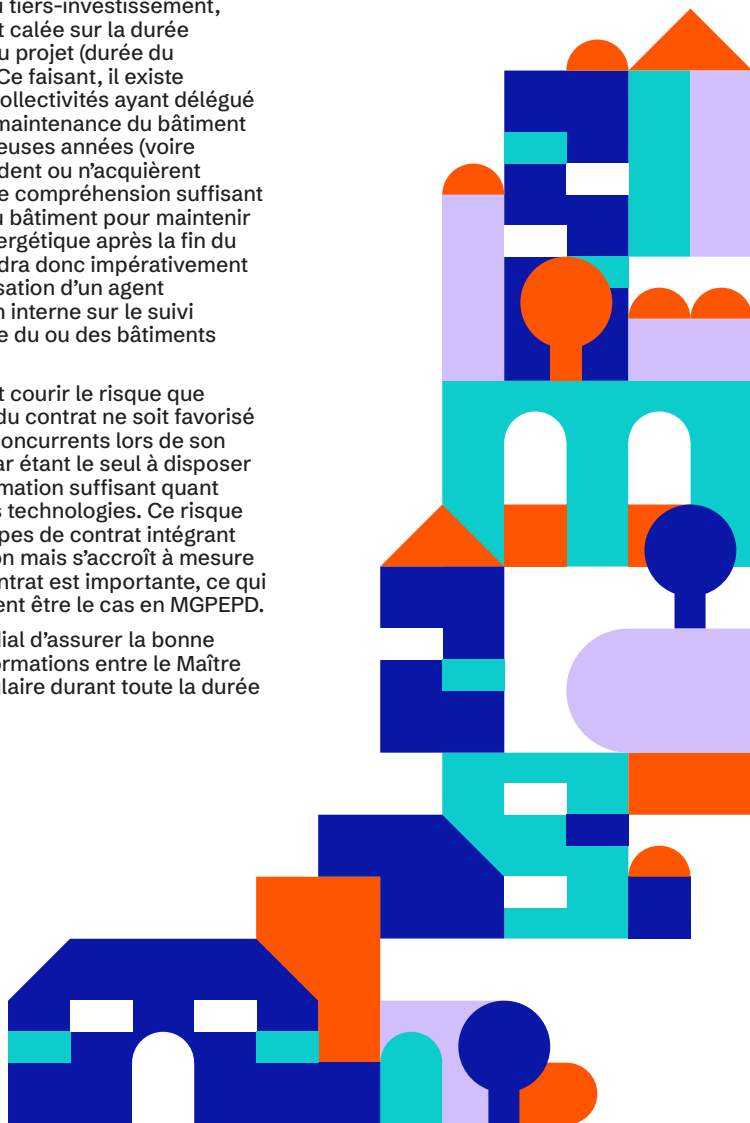 tiers-investissement,
calée sur la durée
u projet (durée du
Ce faisant, il existe
ollectivités ayant délégué
maintenance du bâtiment
euses années (voire
dent ou n’acquièrent
e compréhension suffisant
u bâtiment pour maintenir
ergétique après la fin du
dra donc impérativement
sation d’un agent
n interne sur le suivi
e du ou des bâtiments
t courir le risque que
du contrat ne soit favorisé
concurrents lors de son
ar étant le seul à disposer
mation suffisant quant
s technologies. Ce risque
pes de contrat intégrant
on mais s’accroît à mesure
ntrat est importante, ce qui
ent être le cas en MGPEPD.
dial d’assurer la bonne
ormations entre le Maître
laire durant toute la durée